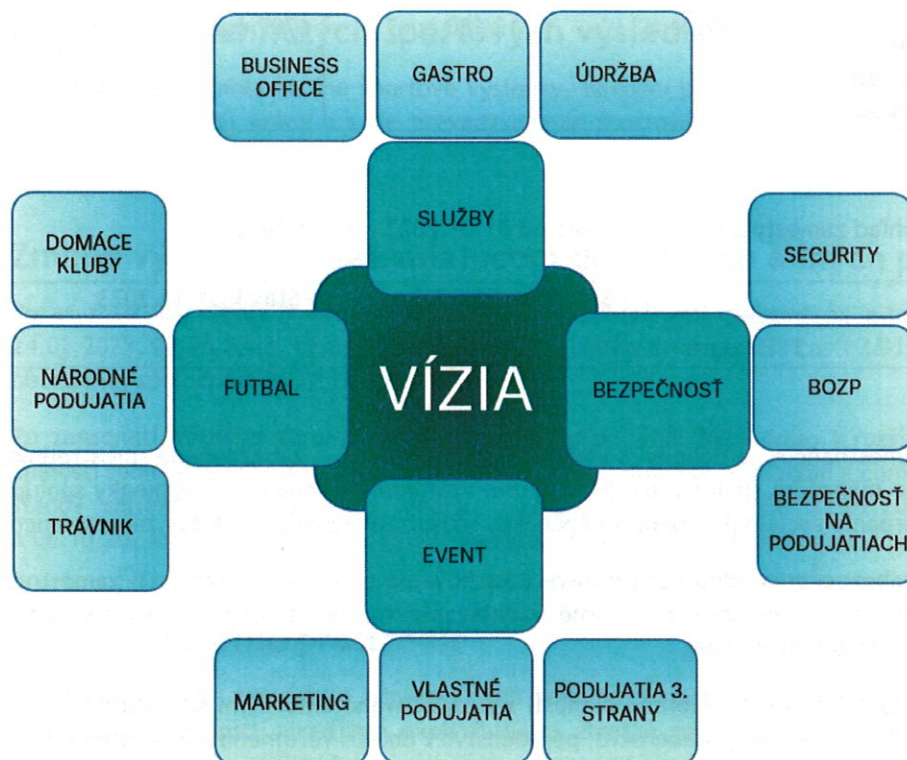 BUSINESS
OFFICE
GASTRO
ÚDRŽBA
SLUŽBY
DOMÁCE
KLUBY
SECURITY
NÁRODNÉ
PODUJATIA
FUTBAL
VÍZIA
BEZPEČNOSŤ
BOZP
TRÁVNIK
EVENT
BEZPEČNOSŤ
NA
PODUJATIACH
MARKETING
VLASTNÉ
PODUJATIA
PODUJATIA 3.
STRANY